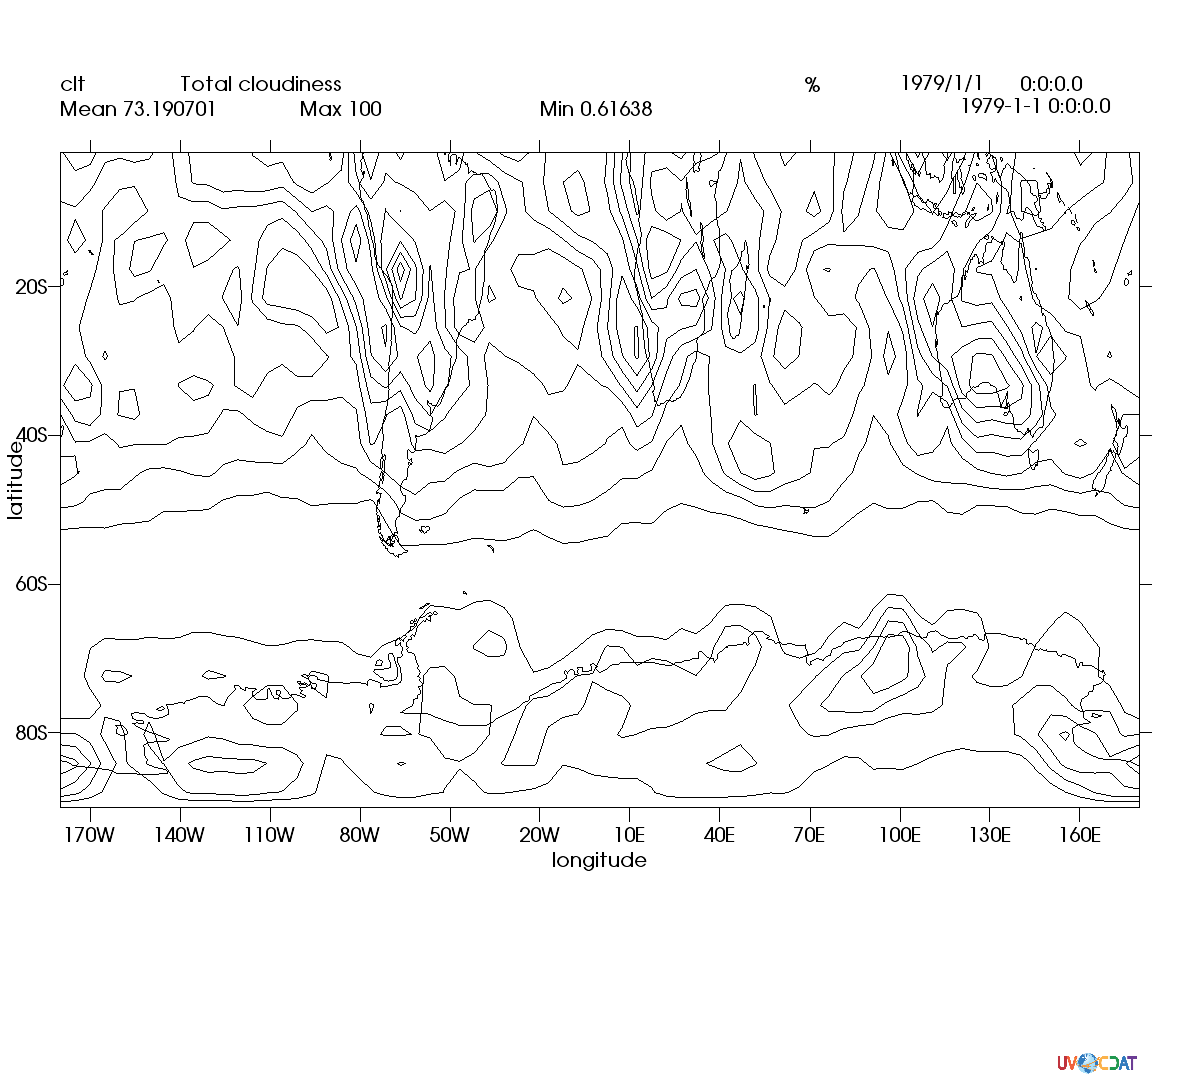 clt Total cloudiness % 1979/1/1 0:0:0.0
Mean 73.190701 Max 100 Min 0.61638 1979-1-1 0:0:0.0
20S
40S
latitude
60S
80S
170W 140W 110W 80W 50W 20W 10E 40E 70E 100E 130E 160E
longitude
UV CDAT